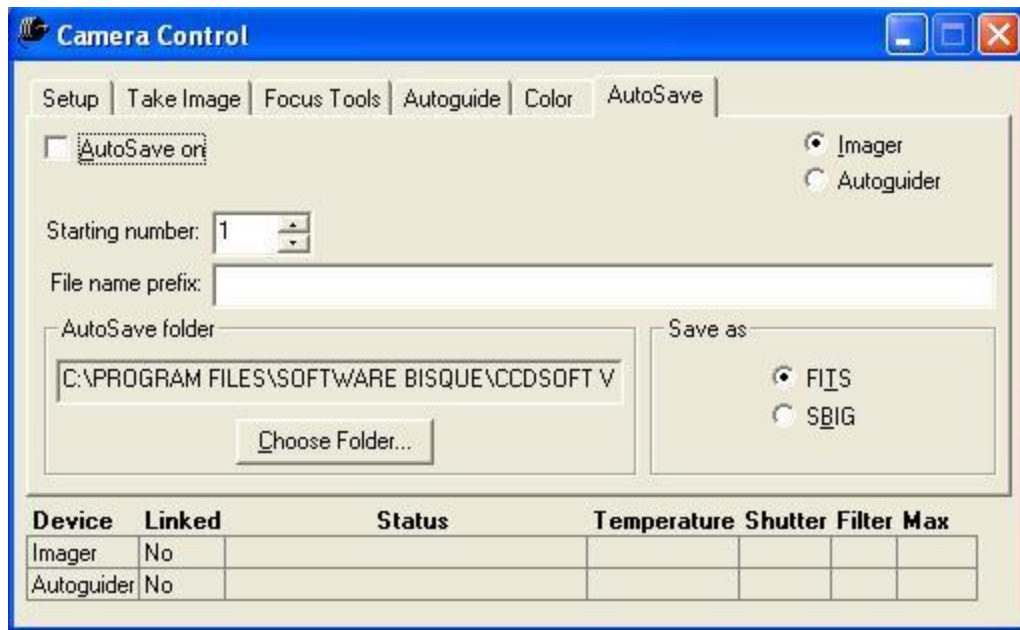 Camera Control
Setup Take Image Focus Tools Autoguide Color AutoSave
AutoSave on
Imager
Autoguider
Starting number: 1
File name prefix:
AutoSave folder
C:\PROGRAM FILES\SOFTWARE BISQUE\CCDSOFT V
Choose Folder...
Save as
FITS
SBIG
Device Linked Status Temperature Shutter Filter Max
Imager No
Autoguider No